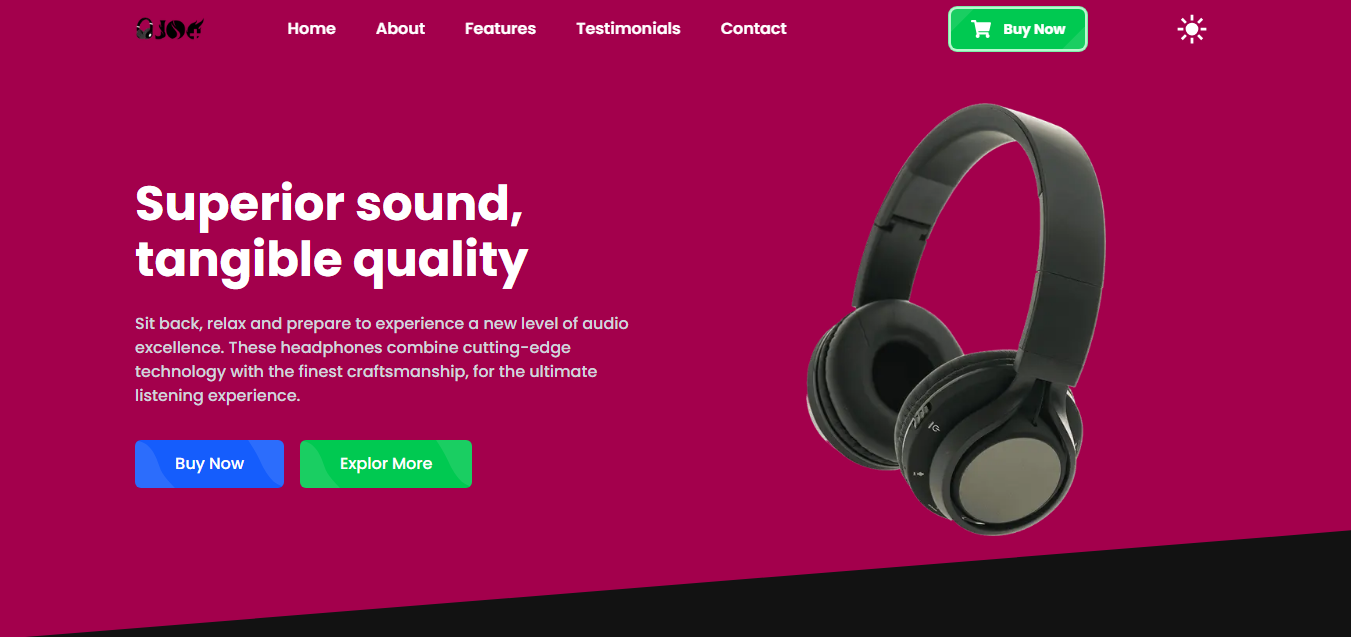 Home About Features Testimonials Contact Buy Now
Superior sound,
tangible quality
Sit back, relax and prepare to experience a new level of audio
excellence. These headphones combine cutting-edge
technology with the finest craftsmanship, for the ultimate
listening experience.
Buy Now Explor More